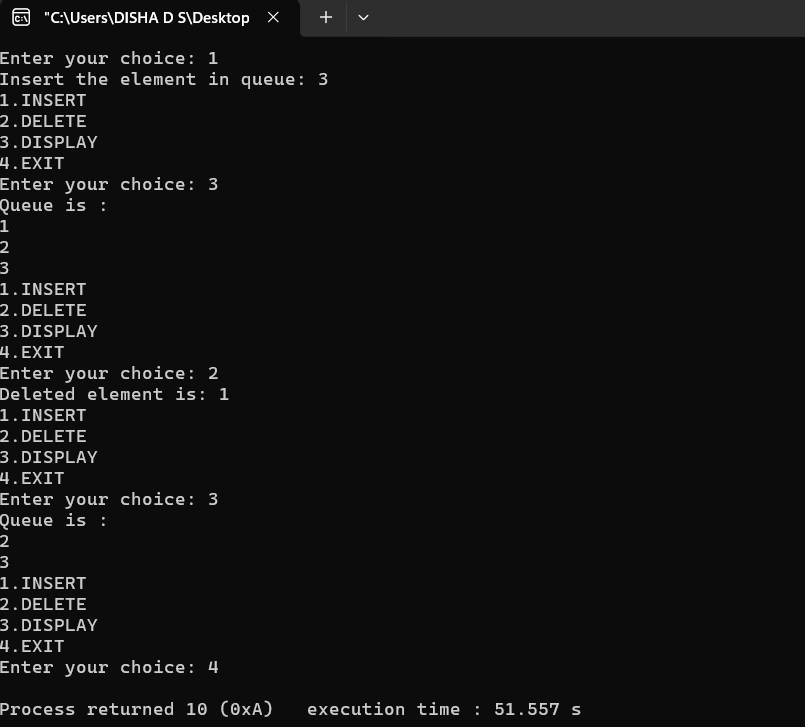 "C:\Users\DISHA D S\Desktop
Enter your choice: 1
Insert the element in queue: 3
1.INSERT
2.DELETE
3.DISPLAY
4.EXIT
Enter your choice: 3
Queue is :
1
2
3
1.INSERT
2.DELETE
3.DISPLAY
4.EXIT
Enter your choice: 2
Deleted element is: 1
1.INSERT
2.DELETE
3.DISPLAY
4.EXIT
Enter your choice: 3
Queue is :
2
3
1.INSERT
2.DELETE
3.DISPLAY
4.EXIT
Enter your choice: 4
Process returned 10 (0xA)   execution time : 51.557 s